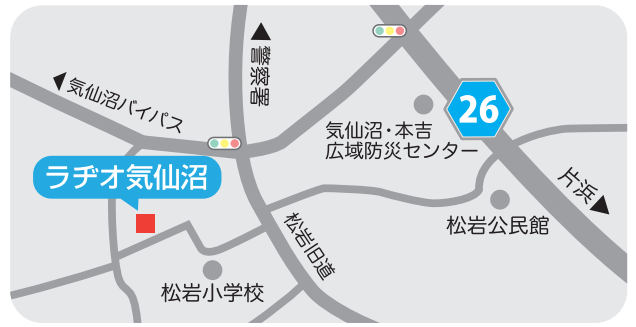 警察署
気仙沼バイパス
26
気仙沼・本吉
広域防災センター
ラヂオ気仙沼
片浜
松岩公民館
松岩旧道
松岩小学校